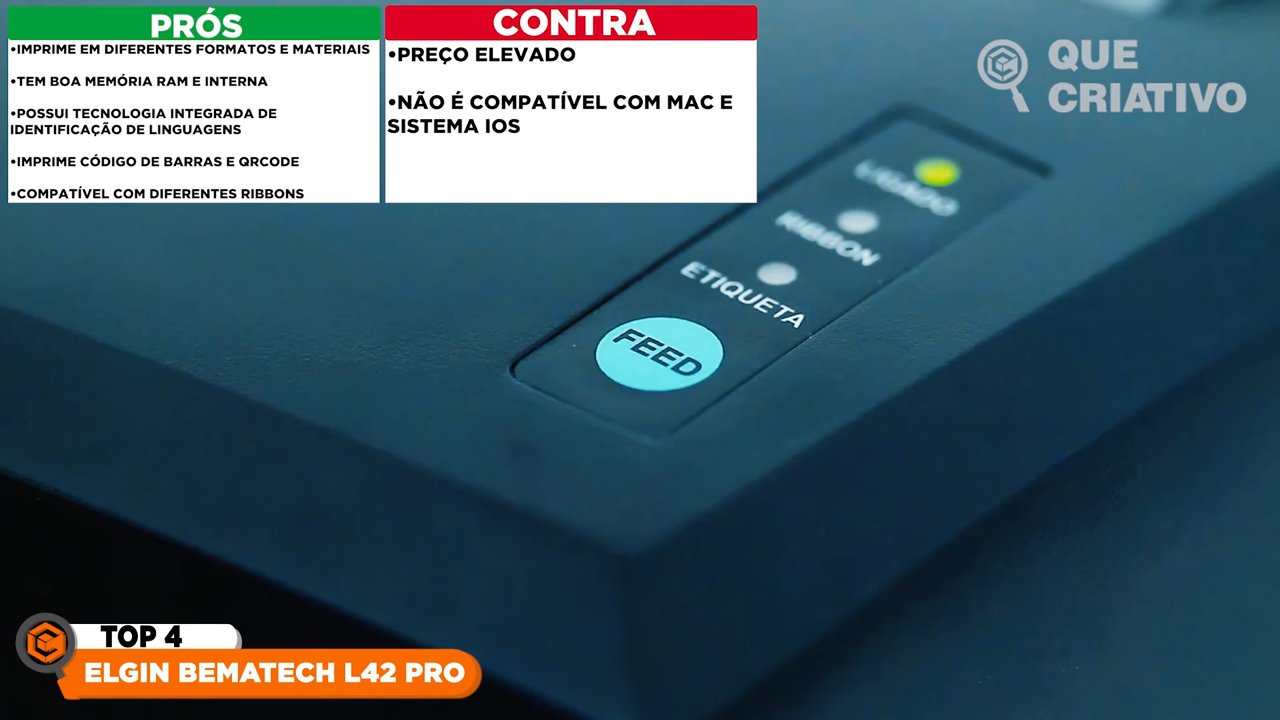 PRÓS
•IMPRIME EM DIFERENTES FORMATOS E MATERIAIS
•TEM BOA MEMÓRIA RAM E INTERNA
•POSSUI TECNOLOGIA INTEGRADA DE
IDENTIFICAÇÃO DE LINGUAGENS
•IMPRIME CÓDIGO DE BARRAS E QRCODE
•COMPATÍVEL COM DIFERENTES RIBBONS
CONTRA
•PREÇO ELEVADO
•NÃO É COMPATÍVEL COM MAC E
SISTEMA IOS
QUE
CRIATIVO
LIGADO
RIBBON
ETIQUETA
FEED
TOP 4
ELGIN BEMATECH L42 PRO